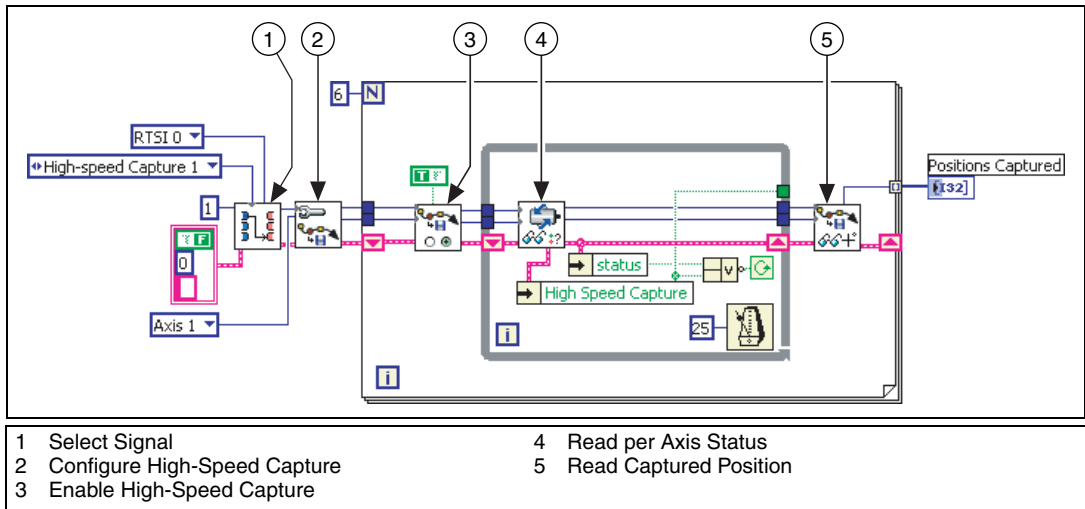 1 2 3 4 5
6 N
RTSI 0
High-speed Capture 1
1
T F
Positions Captured
I32
F
0
status
V
High Speed Capture
25
Axis 1
i
i
1 Select Signal
2 Configure High-Speed Capture
3 Enable High-Speed Capture
4 Read per Axis Status
5 Read Captured Position